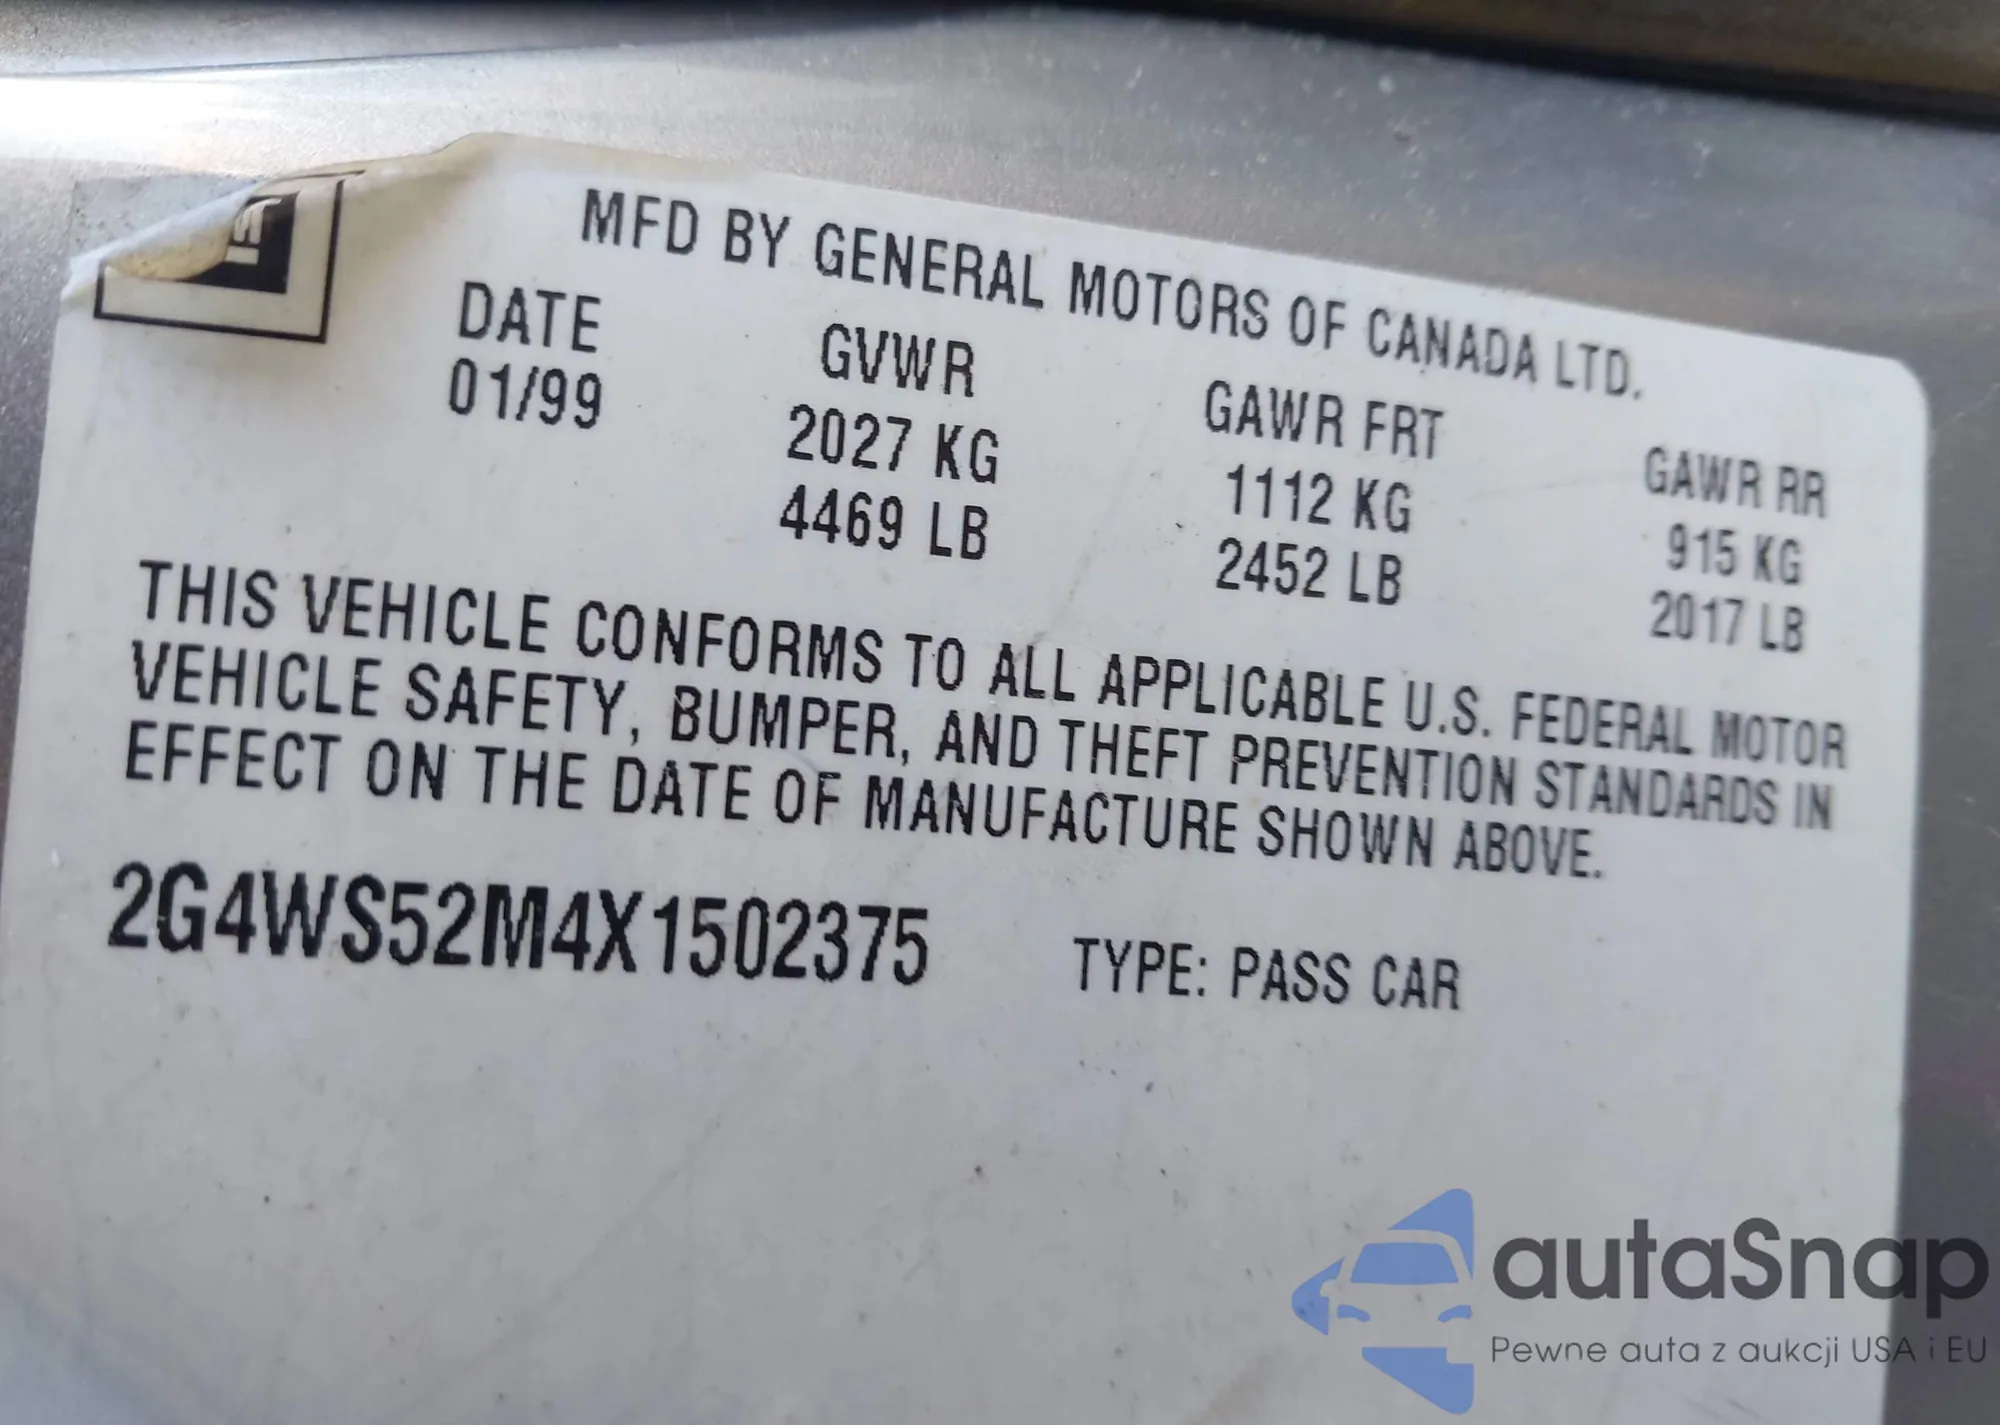 MFD BY GENERAL MOTORS OF CANADA LTD.
DATE GVWR GAWR FRT GAWR RR
01/99 2027 KG 1112 KG 915 KG
4469 LB 2452 LB 2017 LB
THIS VEHICLE CONFORMS TO ALL APPLICABLE U.S. FEDERAL MOTOR
VEHICLE SAFETY, BUMPER, AND THEFT PREVENTION STANDARDS IN
EFFECT ON THE DATE OF MANUFACTURE SHOWN ABOVE.
2G4WS52M4X1502375 TYPE: PASS CAR
autaSnap
Pewne auta z aukcji USA i EU